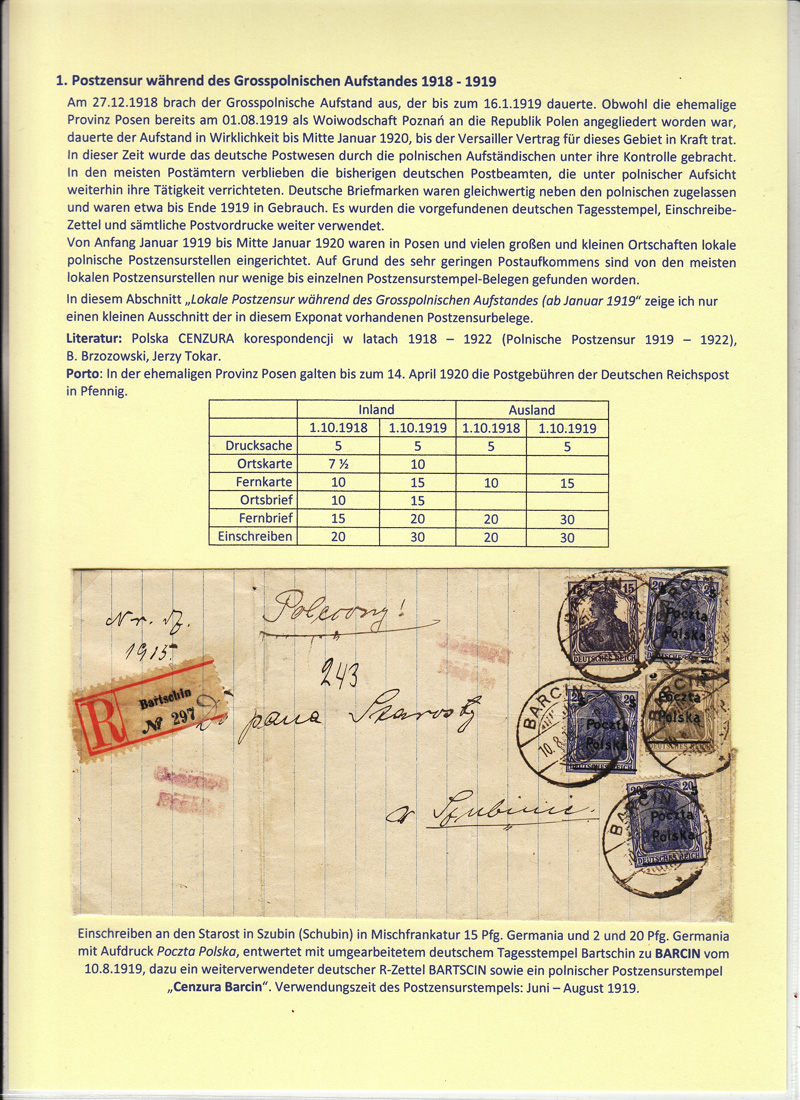 1. Postzensur während des Grosspolnischen Aufstandes 1918 - 1919
Am 27.12.1918 brach der Grosspolnische Aufstand aus, der bis zum 16.1.1919 dauerte. Obwohl die ehemalige
Provinz Posen bereits am 01.08.1919 als Woiwodschaft Poznań an die Republik Polen angegliedert worden war,
dauerte der Aufstand in Wirklichkeit bis Mitte Januar 1920, bis der Versailler Vertrag für dieses Gebiet in Kraft trat.
In dieser Zeit wurde das deutsche Postwesen durch die polnischen Aufständischen unter ihre Kontrolle gebracht.
In den meisten Postämtern verblieben die bisherigen deutschen Postbeamten, die unter polnischer Aufsicht
weiterhin ihre Tätigkeit verrichteten. Deutsche Briefmarken waren gleichwertig neben den polnischen zugelassen
und waren etwa bis Ende 1919 in Gebrauch. Es wurden die vorgefundenen deutschen Tagesstempel, Einschreibe-
Zettel und sämtliche Postvordrucke weiter verwendet.
Von Anfang Januar 1919 bis Mitte Januar 1920 waren in Posen und vielen großen und kleinen Ortschaften lokale
polnische Postzensurstellen eingerichtet. Auf Grund des sehr geringen Postaufkommens sind von den meisten
lokalen Postzensurstellen nur wenige bis einzelnen Postzensurstempel-Belegen gefunden worden.
In diesem Abschnitt „Lokale Postzensur während des Grosspolnischen Aufstandes (ab Januar 1919“ zeige ich nur
einen kleinen Ausschnitt der in diesem Exponat vorhandenen Postzensurbelege.
Literatur: Polska CENZURA korespondencji w latach 1918 – 1922 (Polnische Postzensur 1919 – 1922),
B. Brzozowski, Jerzy Tokar.
Porto: In der ehemaligen Provinz Posen galten bis zum 14. April 1920 die Postgebühren der Deutschen Reichspost
in Pfennig.
Inland Ausland
1.10.1918 1.10.1919 1.10.1918 1.10.1919
Drucksache 5 5 5 5
Ortskarte 7 ½ 10
Fernkarte 10 15 10 15
Ortsbrief 10 15
Fernbrief 15 20 20 30
Einschreiben 20 30 20 30
Nr. J.
1915.
Polecony!
243
R Bartschin
№ 297
Do pana Starosty
w Szubinie.
15
DEUTSCHES REICH
Poczta
Polska
BARCIN
Poczta
Polska
BARCIN
10.8.
Poczta
Polska
DEUTSCHES REICH
20 20
Poczta
Polska
DEUTSCHES REICH
BARCIN
Einschreiben an den Starost in Szubin (Schubin) in Mischfrankatur 15 Pfg. Germania und 2 und 20 Pfg. Germania
mit Aufdruck Poczta Polska, entwertet mit umgearbeitetem deutschem Tagesstempel Bartschin zu BARCIN vom
10.8.1919, dazu ein weiterverwendeter deutscher R-Zettel BARTSCIN sowie ein polnischer Postzensurstempel
„Cenzura Barcin“. Verwendungszeit des Postzensurstempels: Juni – August 1919.